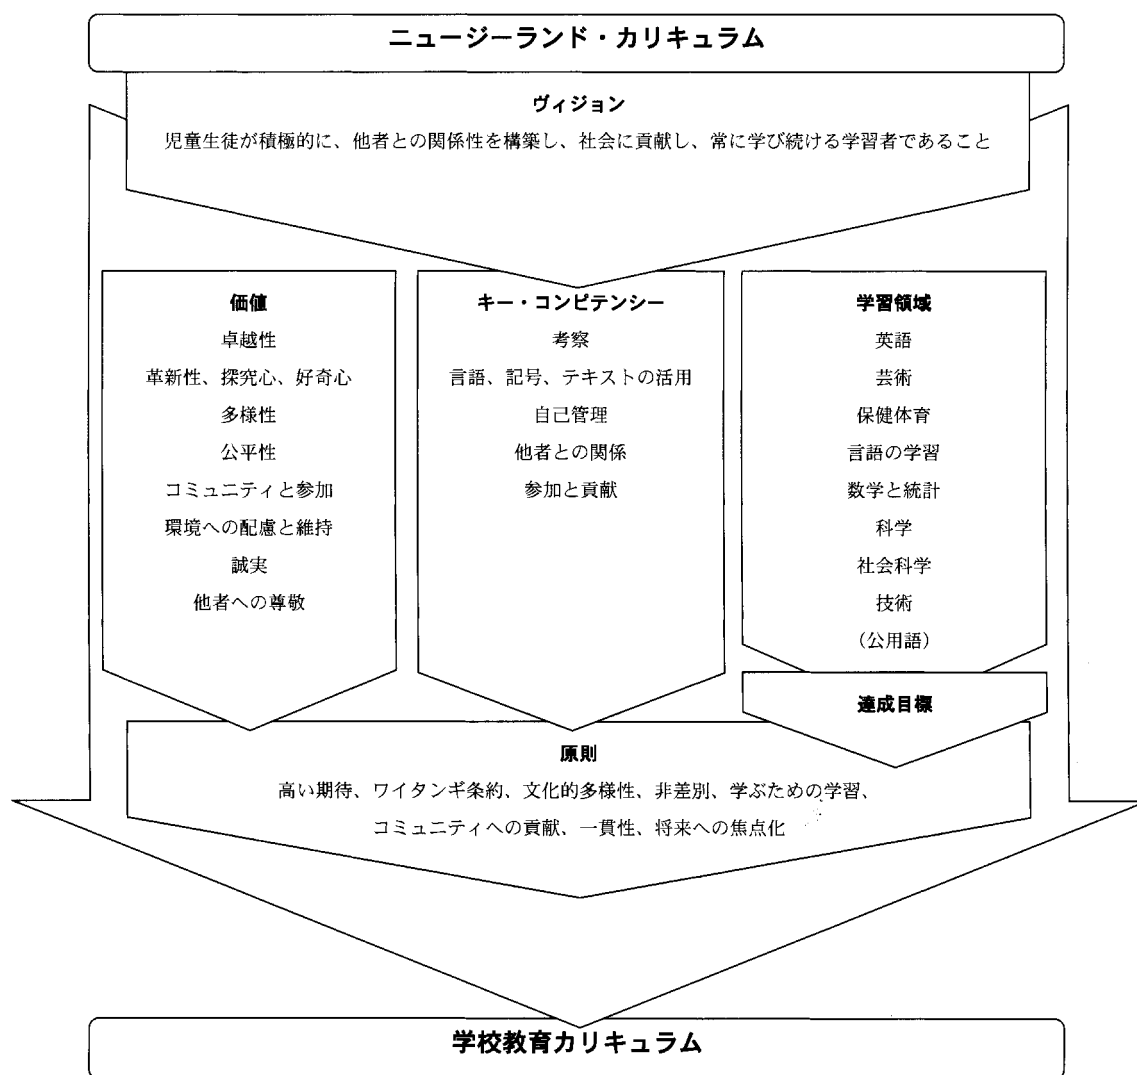 ニュージーランド・カリキュラム
ヴィジョン
児童生徒が積極的に、他者との関係性を構築し、社会に貢献し、常に学び続ける学習者であること
価値
卓越性
革新性、探究心、好奇心
多様性
公平性
コミュニティと参加
環境への配慮と維持
誠実
他者への尊敬
キー・コンピテンシー
考察
言語、記号、テキストの活用
自己管理
他者との関係
参加と貢献
学習領域
英語
芸術
保健体育
言語の学習
数学と統計
科学
社会科学
技術
（公用語）
達成目標
原則
高い期待、ワイタンギ条約、文化的多様性、非差別、学ぶための学習、
コミュニティへの貢献、一貫性、将来への焦点化
学校教育カリキュラム